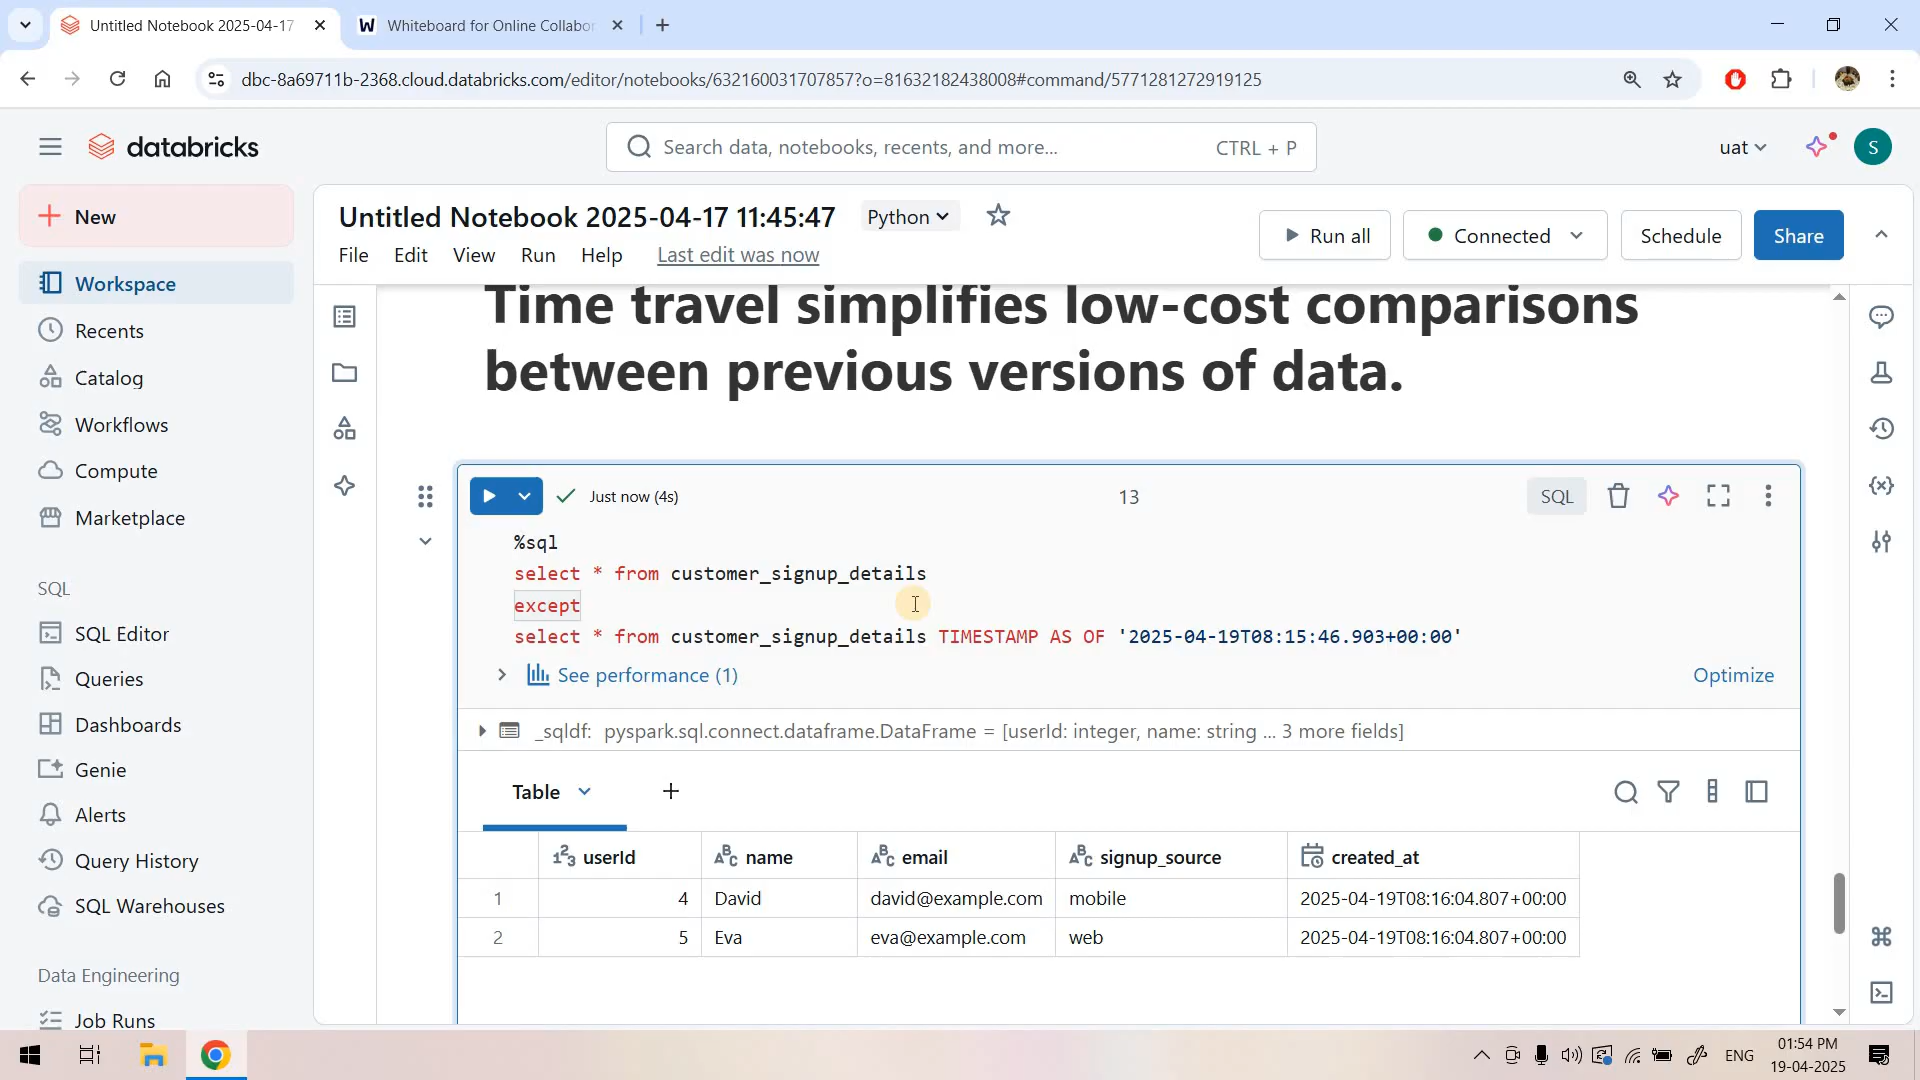 Untitled Notebook 2025-04-17
Whiteboard for Online Collabor
dbc-8a69711b-2368.cloud.databricks.com/editor/notebooks/632160031707857?o=81632182438008#command/5771281272919125
databricks
Search data, notebooks, recents, and more...
CTRL + P
uat
S
New
Workspace
Recents
Catalog
Workflows
Compute
Marketplace
SQL
SQL Editor
Queries
Dashboards
Genie
Alerts
Query History
SQL Warehouses
Data Engineering
Job Runs
Untitled Notebook 2025-04-17 11:45:47
Python
File
Edit
View
Run
Help
Last edit was now
Run all
Connected
Schedule
Share
Time travel simplifies low-cost comparisons
between previous versions of data.
Just now (4s)
13
SQL
%sql
select * from customer_signup_details
except
select * from customer_signup_details TIMESTAMP AS OF '2025-04-19T08:15:46.903+00:00'
See performance (1)
Optimize
_sqldf: pyspark.sql.connect.dataframe.DataFrame = [userId: integer, name: string ... 3 more fields]
Table
userId name email signup_source created_at
1 4 David david@example.com mobile 2025-04-19T08:16:04.807+00:00
2 5 Eva eva@example.com web 2025-04-19T08:16:04.807+00:00
ENG
01:54 PM
19-04-2025